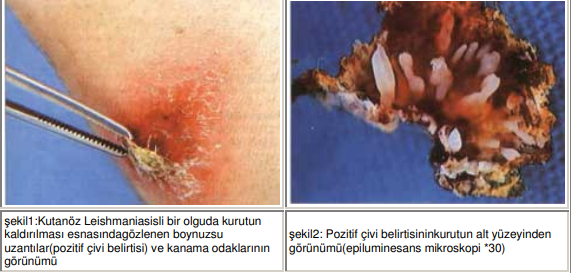 şekil1:Kutanöz Leishmaniasisli bir olguda kurutun
kaldırılması esnasındagözlenen boynuzsu
uzantılar(pozitif çivi belirtisi) ve kanama odaklarının
görünümü
şekil2: Pozitif çivi belirtisininkurutun alt yüzeyinden
görünümü(epiluminesans mikroskopi *30)